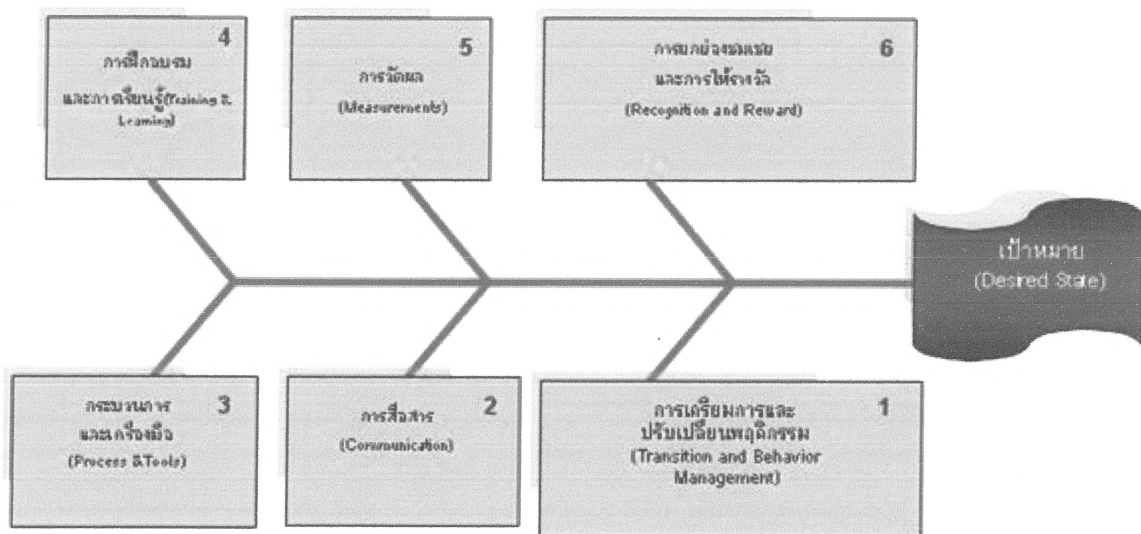 4
การฝึกอบรม
และการเรียนรู้(Training &
Learning)
5
การวัดผล
(Measurements)
6
การยกย่องชมเชย
และการให้รางวัล
(Recognition and Reward)
เป้าหมาย
(Desired State)
กระบวนการ 3
และเครื่องมือ
(Process &Tools)
การสื่อสาร 2
(Communication)
การเตรียมการและ 1
ปรับเปลี่ยนพฤติกรรม
(Transition and Behavior
Management)